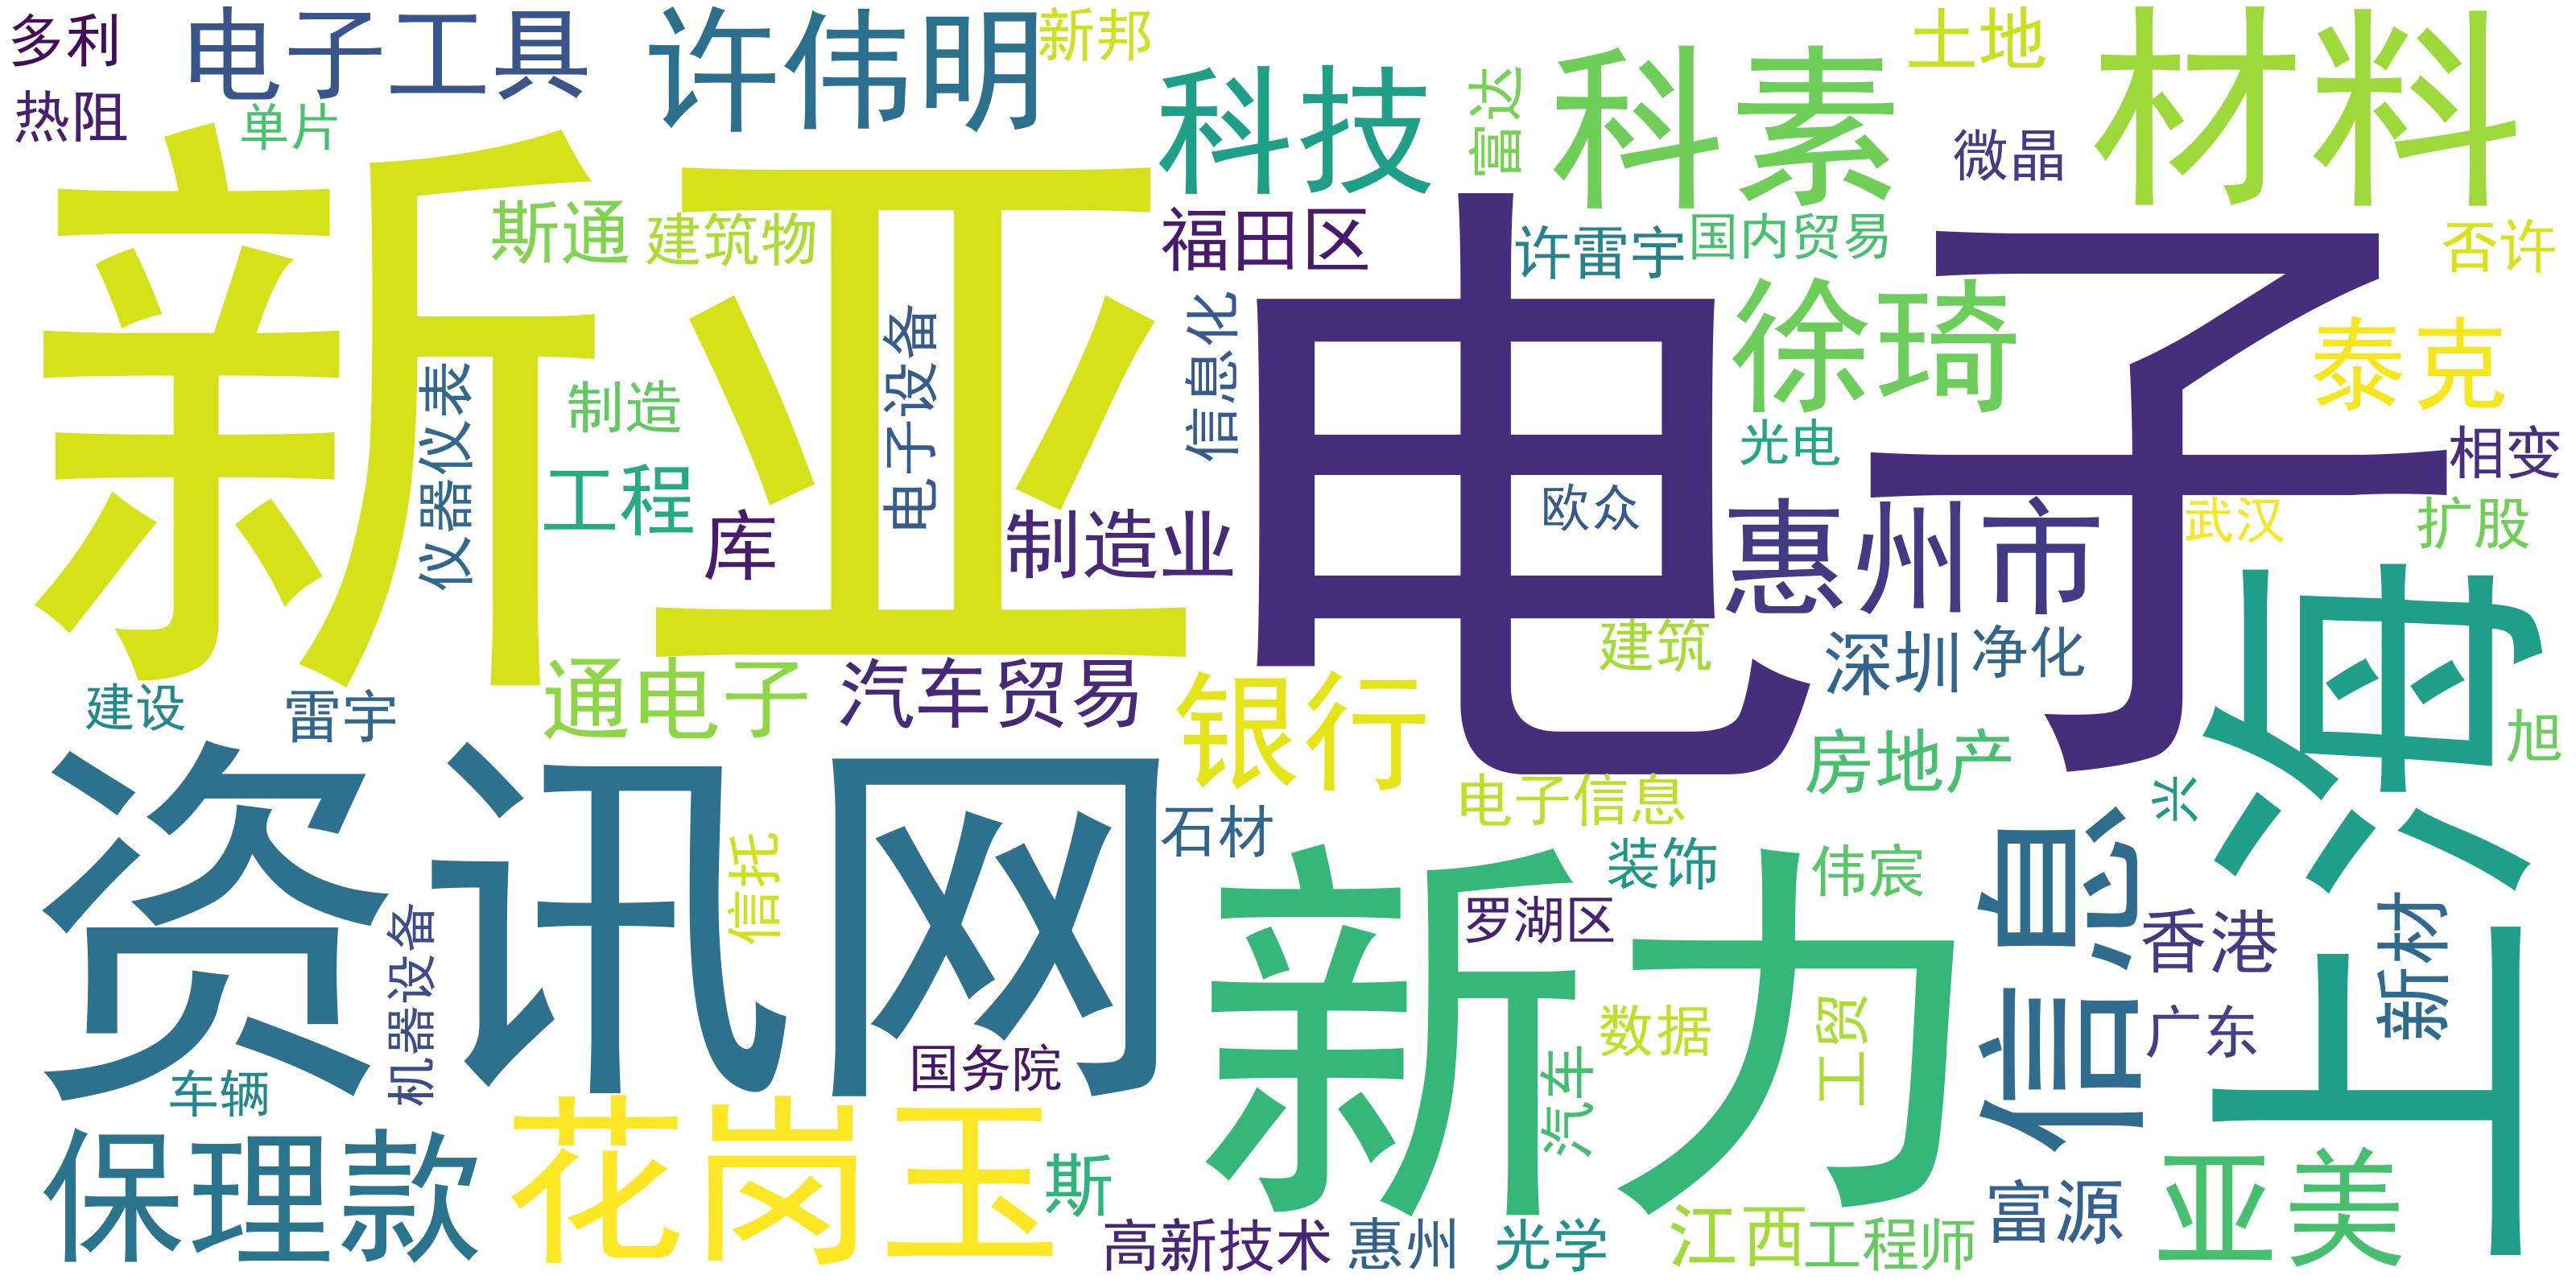 多利
电子工具
许伟明
新邦
土地
材料
热阻
单片
科技
富达
科素
微晶
新亚
斯通
建筑物
福田区
许雷宇
国内贸易
否许
电子
电子设备
信息化
徐琦
泰克
仪器仪表
制造
光电
相变
工程
库
制造业
欧众
惠州市
武汉
扩股
建筑
深圳
净化
上海
建设
雷宇
通电子
汽车贸易
银行
房地产
旭
资讯网
电子信息
兴
石材
信托
新力
装饰
伟宸
信息
罗湖区
香港
新材
机器设备
数据
工贸
广东
国务院
汽车
车辆
保理款
花岗玉
斯
亚美
富源
高新技术
惠州
光学
江西
工程师